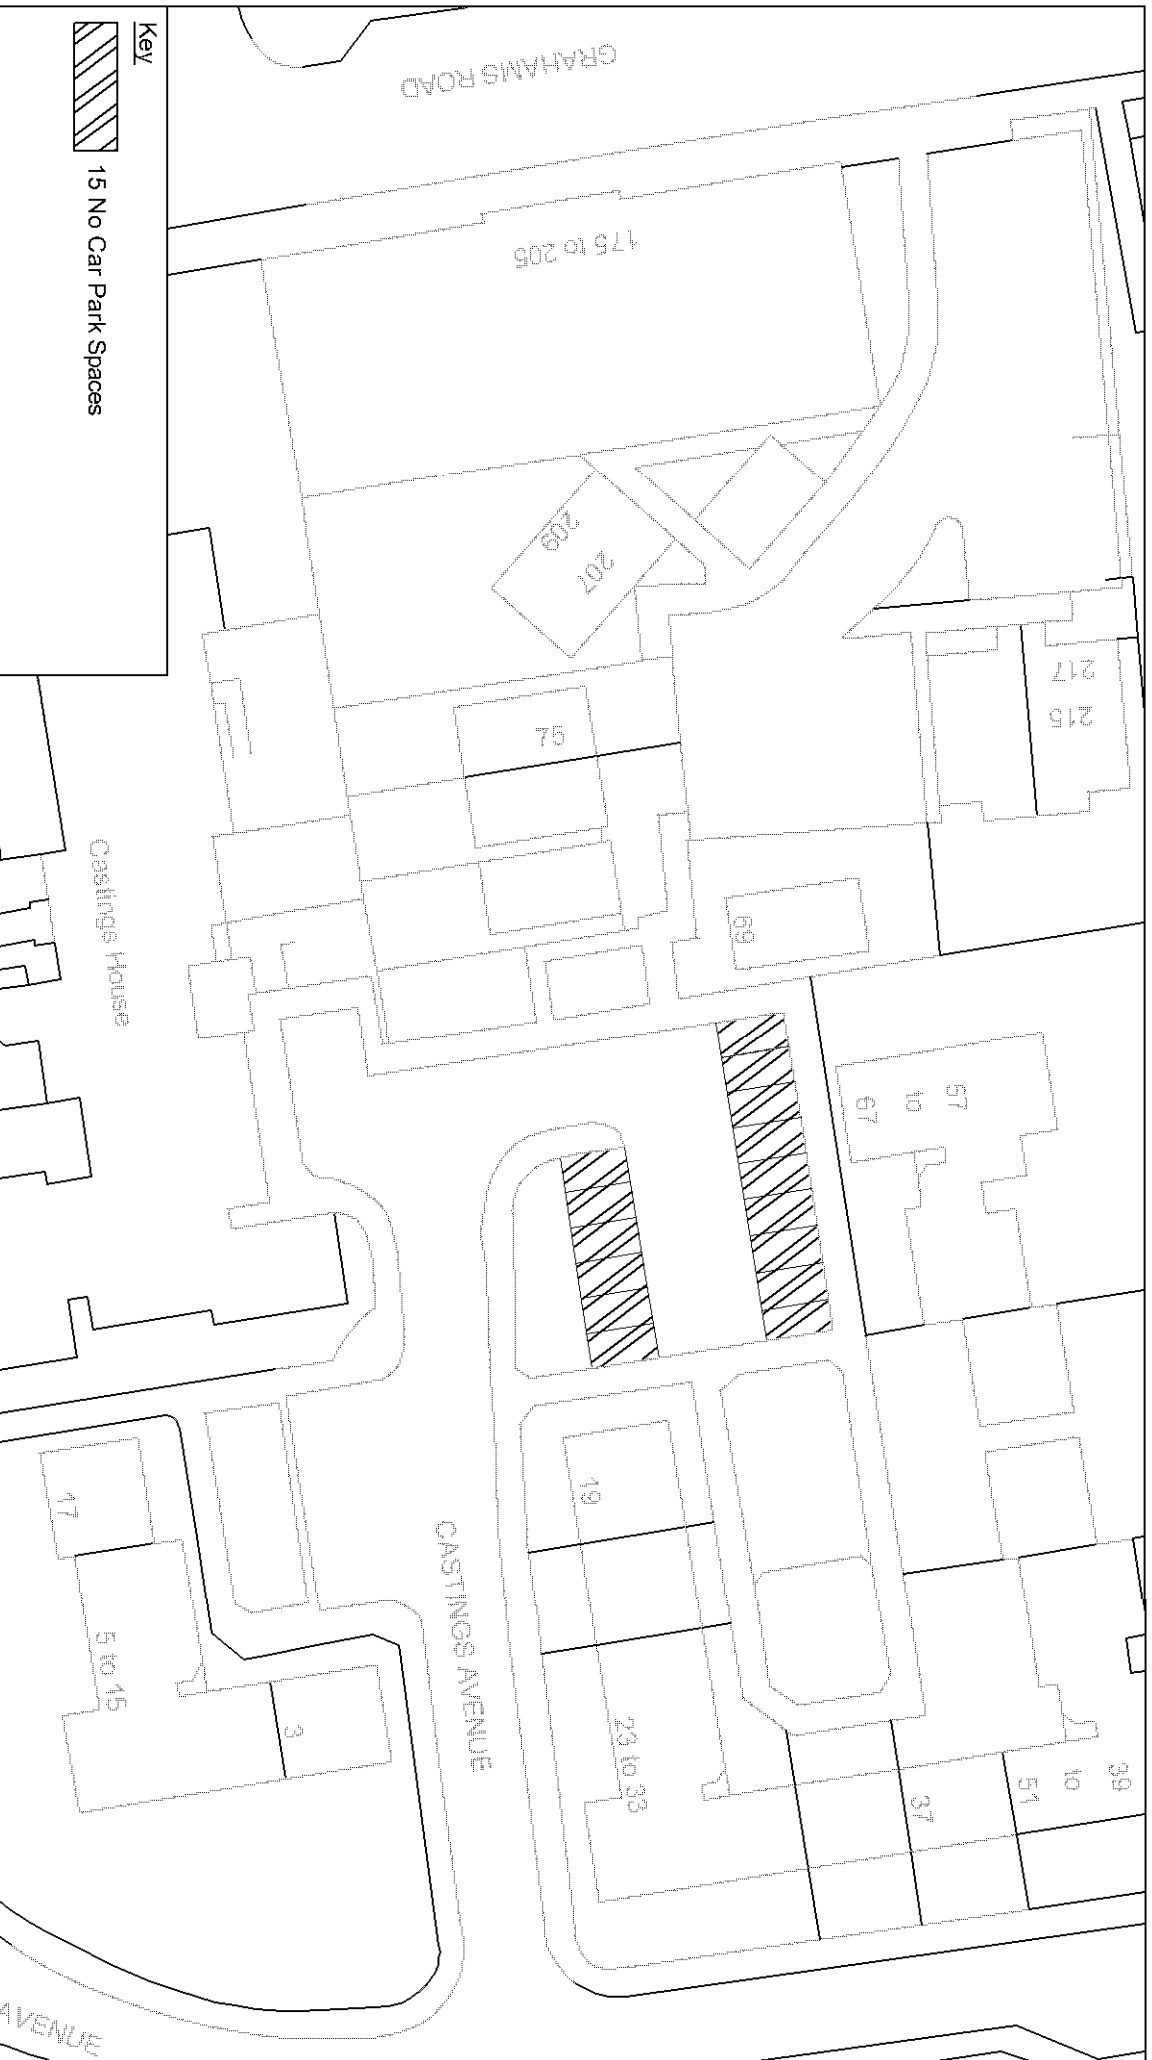 Key
15 No Car Park Spaces
GRAHAMS ROAD
175 to 205
209
207
217
215
75
69
Castings House
57
to
67
19
CASTINGS AVENUE
17
5 to 15
3
23 to 33
37
39
to
51
AVENUE